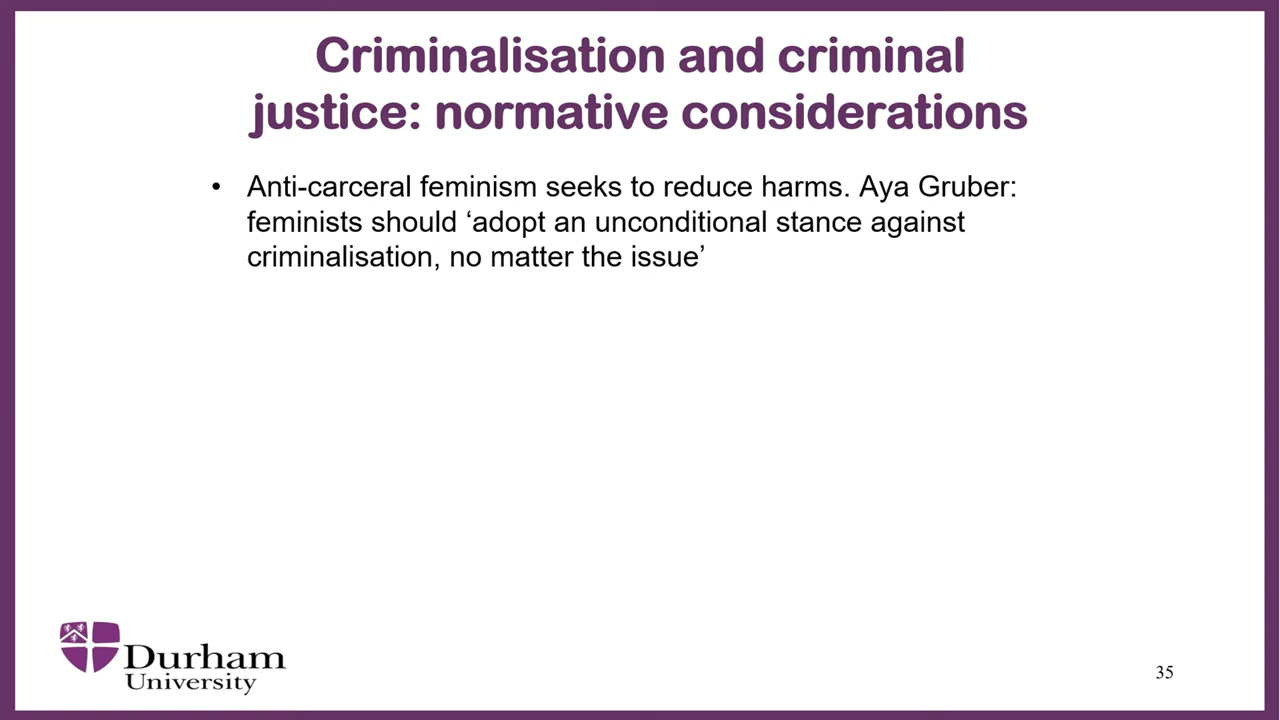 Criminalisation and criminal
justice: normative considerations
• Anti-carceral feminism seeks to reduce harms. Aya Gruber:
feminists should ‘adopt an unconditional stance against
criminalisation, no matter the issue’
Durham
University
35